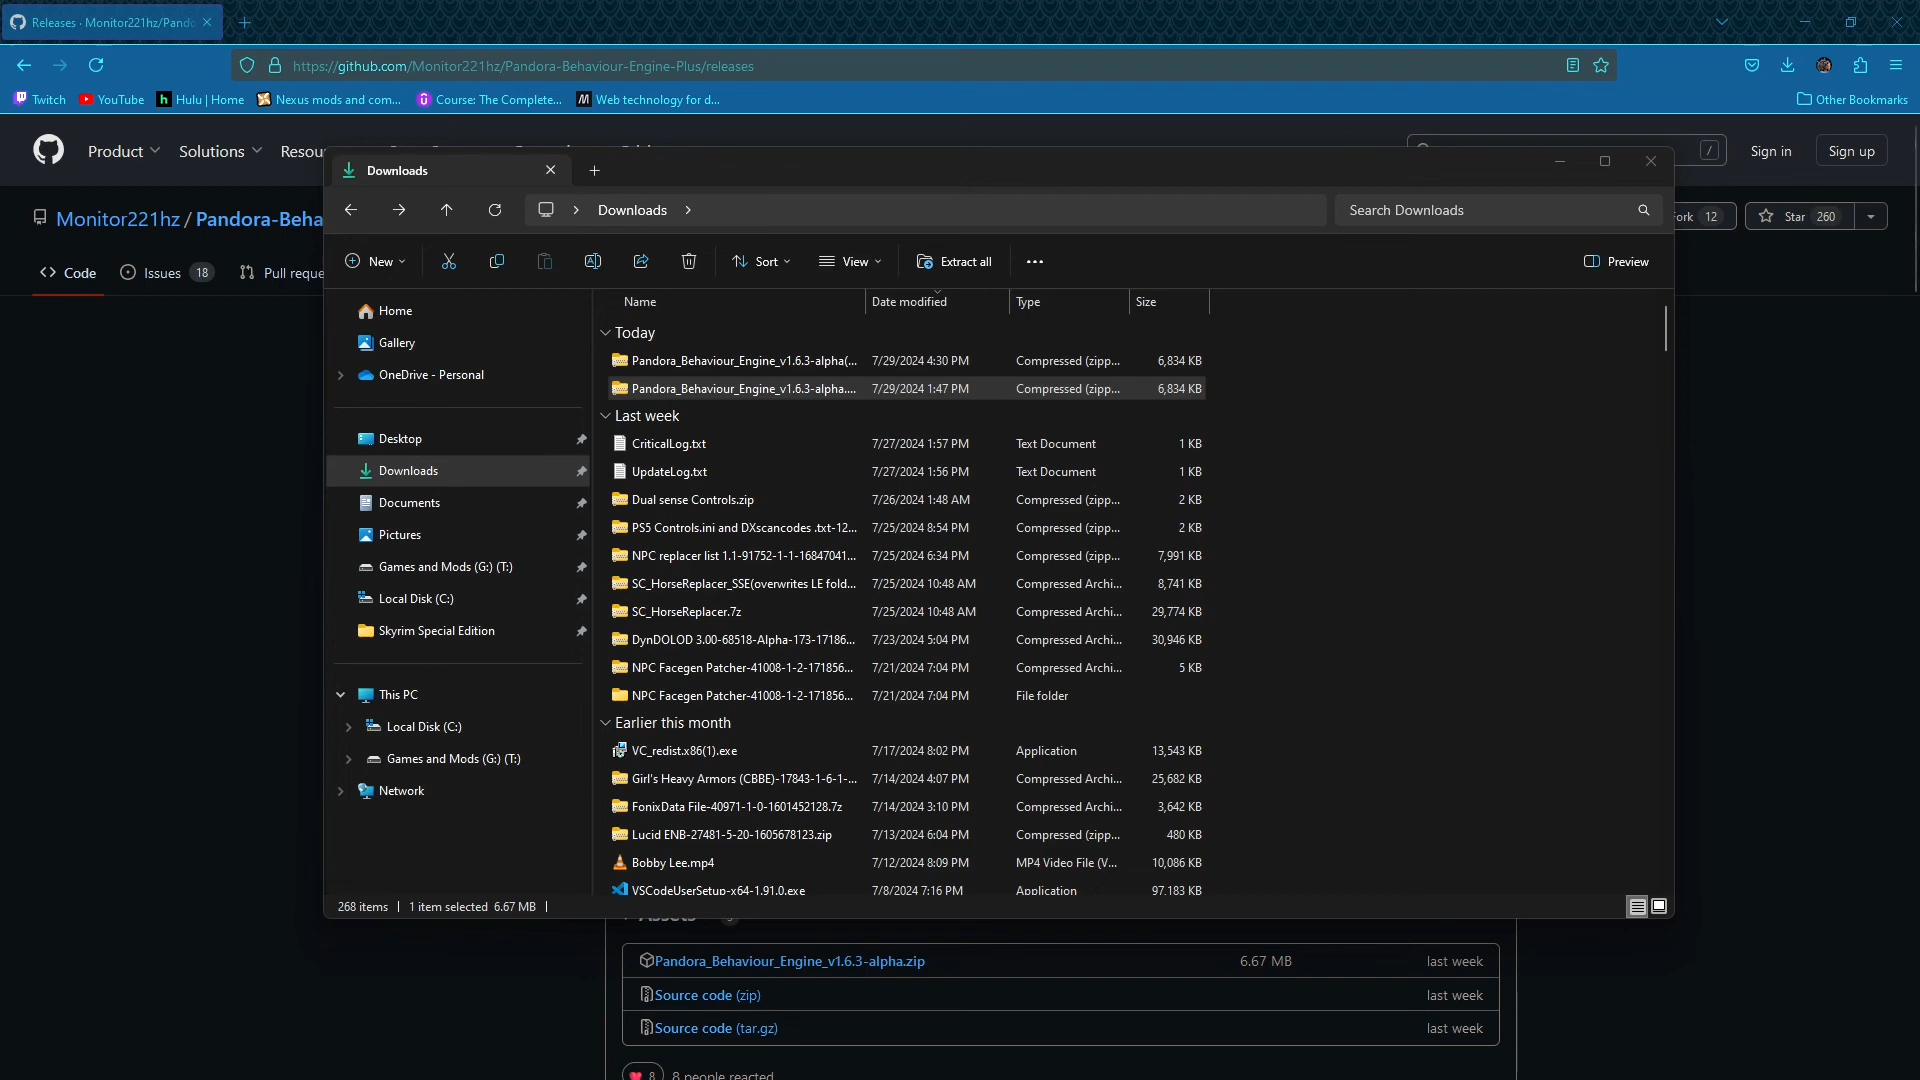 Releases · Monitor221hz/Pando
https://github.com/Monitor221hz/Pandora-Behaviour-Engine-Plus/releases
Twitch YouTube Hulu | Home Nexus mods and com... Course: The Complete... Web technology for d... Other Bookmarks
Product Solutions Resou / Sign in Sign up
Monitor221hz / Pandora-Beha
ork 12 Star 260
Code Issues 18 Pull reque
Downloads
Downloads Search Downloads
New Sort View Extract all Preview
Home
Gallery
OneDrive - Personal
Desktop
Downloads
Documents
Pictures
Games and Mods (G:) (T:)
Local Disk (C:)
Skyrim Special Edition
This PC
Local Disk (C:)
Games and Mods (G:) (T:)
Network
Name Date modified Type Size
Today
Pandora_Behaviour_Engine_v1.6.3-alpha(... 7/29/2024 4:30 PM Compressed (zipp... 6,834 KB
Pandora_Behaviour_Engine_v1.6.3-alpha.... 7/29/2024 1:47 PM Compressed (zipp... 6,834 KB
Last week
CriticalLog.txt 7/27/2024 1:57 PM Text Document 1 KB
UpdateLog.txt 7/27/2024 1:56 PM Text Document 1 KB
Dual sense Controls.zip 7/26/2024 1:48 AM Compressed (zipp... 2 KB
PS5 Controls.ini and DXscancodes .txt-12... 7/25/2024 8:54 PM Compressed (zipp... 2 KB
NPC replacer list 1.1-91752-1-1-16847041... 7/25/2024 6:34 PM Compressed (zipp... 7,991 KB
SC_HorseReplacer_SSE(overwrites LE fold... 7/25/2024 10:48 AM Compressed Archi... 8,741 KB
SC_HorseReplacer.7z 7/25/2024 10:48 AM Compressed Archi... 29,774 KB
DynDOLOD 3.00-68518-Alpha-173-17186... 7/23/2024 5:04 PM Compressed Archi... 30,946 KB
NPC Facegen Patcher-41008-1-2-171856... 7/21/2024 7:04 PM Compressed Archi... 5 KB
NPC Facegen Patcher-41008-1-2-171856... 7/21/2024 7:04 PM File folder
Earlier this month
VC_redist.x86(1).exe 7/17/2024 8:02 PM Application 13,543 KB
Girl's Heavy Armors (CBBE)-17843-1-6-1-... 7/14/2024 4:07 PM Compressed Archi... 25,682 KB
FonixData File-40971-1-0-1601452128.7z 7/14/2024 3:10 PM Compressed Archi... 3,642 KB
Lucid ENB-27481-5-20-1605678123.zip 7/13/2024 6:04 PM Compressed (zipp... 480 KB
Bobby Lee.mp4 7/12/2024 8:09 PM MP4 Video File (V... 10,086 KB
VSCodeUserSetup-x64-1.91.0.exe 7/8/2024 7:16 PM Application 97,183 KB
268 items 1 item selected 6.67 MB
Assets
Pandora_Behaviour_Engine_v1.6.3-alpha.zip 6.67 MB last week
Source code (zip) last week
Source code (tar.gz) last week
8 8 people reacted